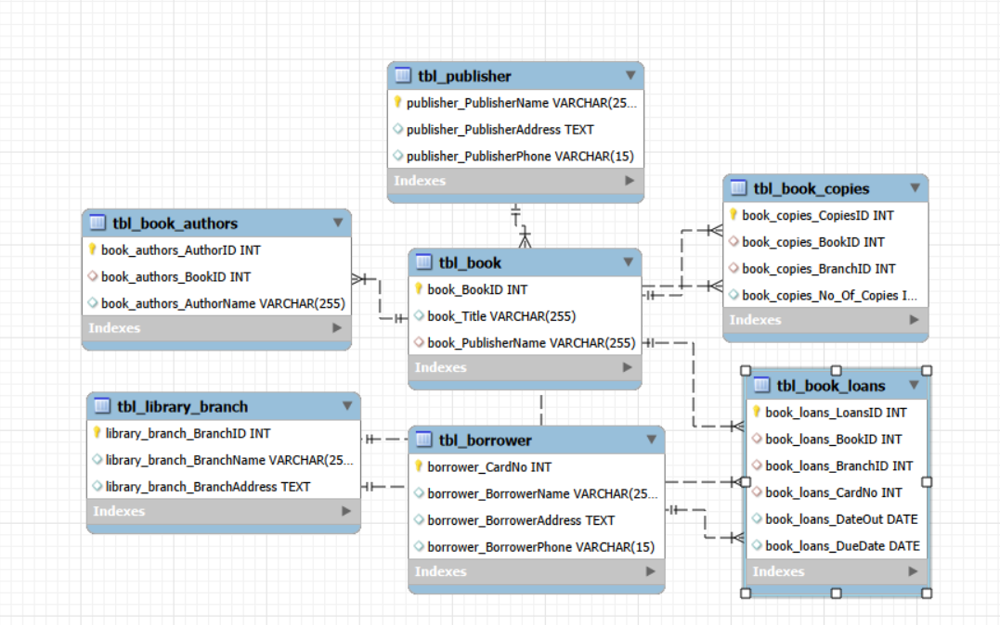 tbl_publisher
publisher_PublisherName VARCHAR(25...
publisher_PublisherAddress TEXT
publisher_PublisherPhone VARCHAR(15)
Indexes
tbl_book_copies
book_copies_CopiesID INT
book_copies_BookID INT
book_copies_BranchID INT
book_copies_No_Of_Copies I...
Indexes
tbl_book_authors
book_authors_AuthorID INT
book_authors_BookID INT
book_authors_AuthorName VARCHAR(255)
Indexes
tbl_book
book_BookID INT
book_Title VARCHAR(255)
book_PublisherName VARCHAR(255)
Indexes
tbl_book_loans
book_loans_LoansID INT
book_loans_BookID INT
book_loans_BranchID INT
book_loans_CardNo INT
book_loans_DateOut DATE
book_loans_DueDate DATE
Indexes
tbl_library_branch
library_branch_BranchID INT
library_branch_BranchName VARCHAR(25...
library_branch_BranchAddress TEXT
Indexes
tbl_borrower
borrower_CardNo INT
borrower_BorrowerName VARCHAR(25...
borrower_BorrowerAddress TEXT
borrower_BorrowerPhone VARCHAR(15)
Indexes